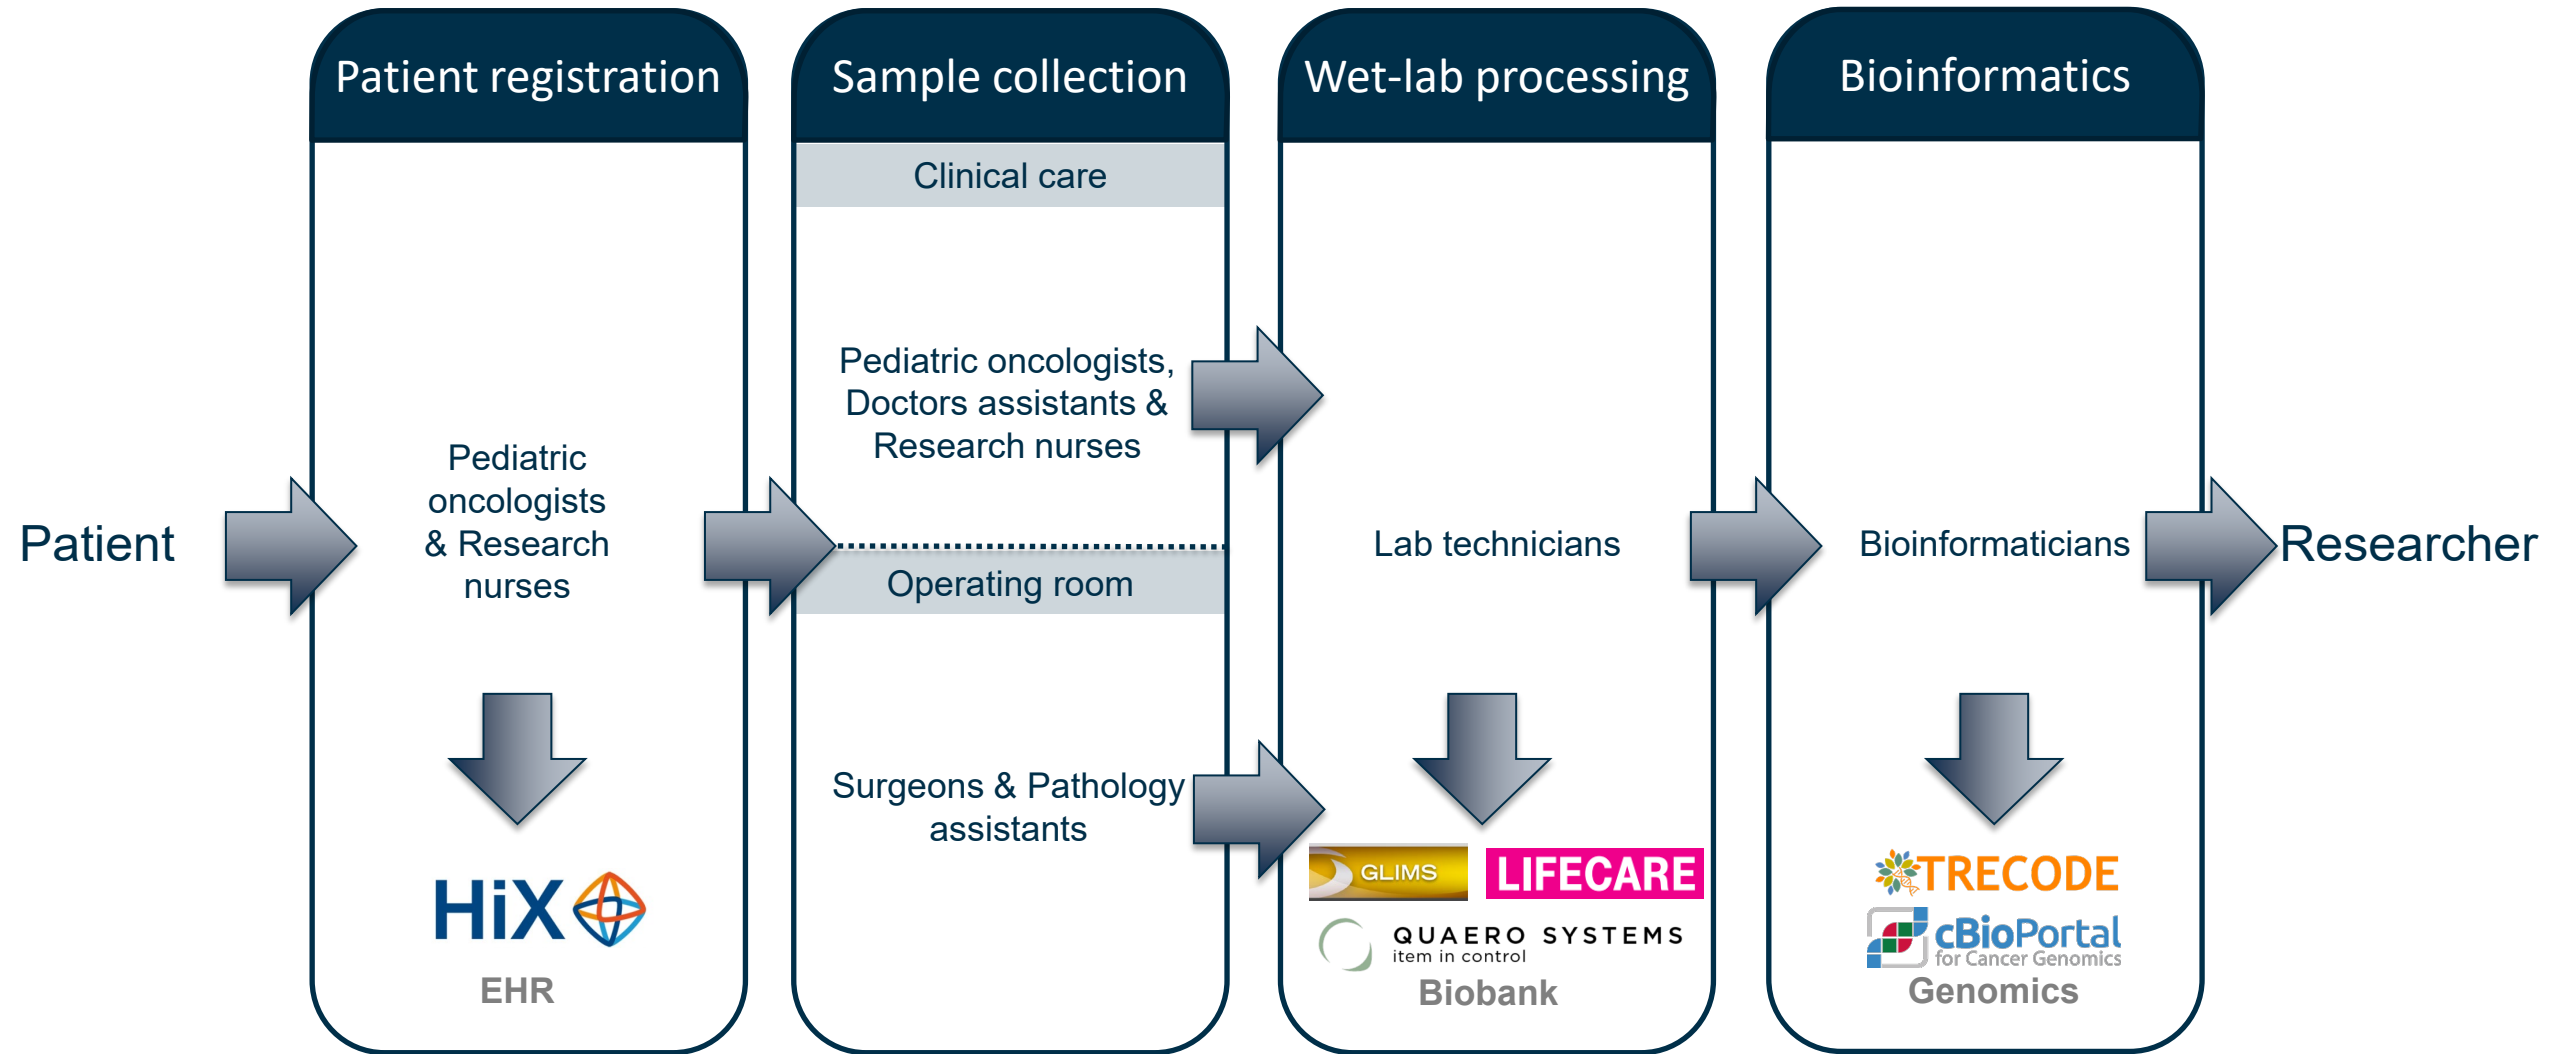 Patient
Patient registration
Pediatric
oncologists
& Research
nurses
HiX
EHR
Sample collection
Clinical care
Pediatric oncologists,
Doctors assistants &
Research nurses
Operating room
Surgeons & Pathology
assistants
Wet-lab processing
Lab technicians
GLIMS
LIFECARE
QUAERO SYSTEMS
item in control
Biobank
Bioinformatics
Bioinformaticians
TRECODE
cBioPortal
for Cancer Genomics
Genomics
Researcher